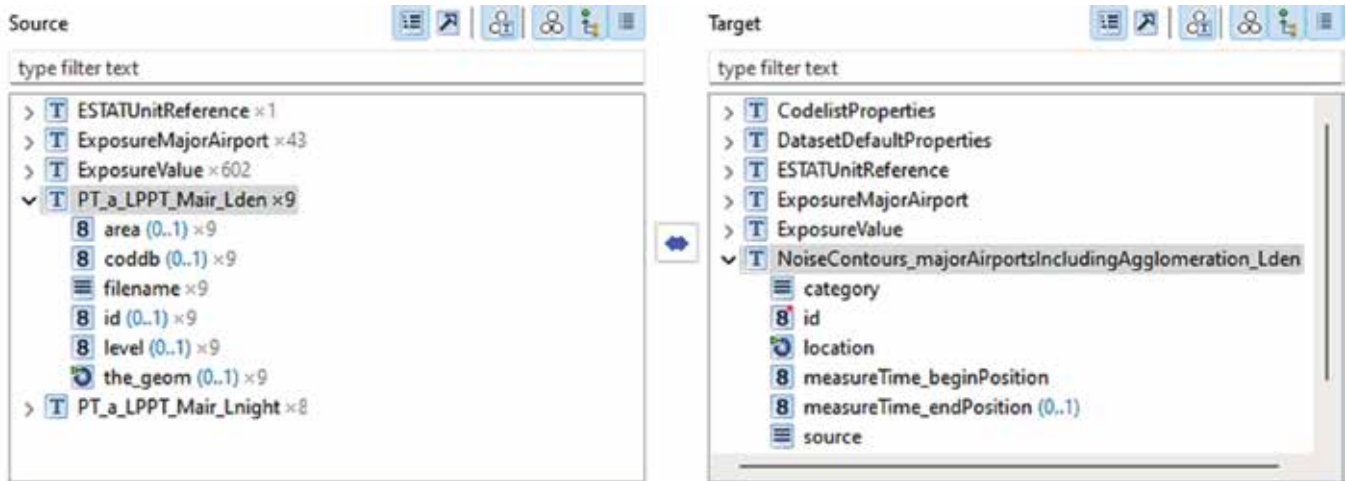 Source
type filter text
ESTATUnitReference ×1
ExposureMajorAirport ×43
ExposureValue ×602
PT_a_LPPT_Mair_Lden ×9
area (0..1) ×9
coddb (0..1) ×9
filename ×9
id (0..1) ×9
level (0..1) ×9
the_geom (0..1) ×9
PT_a_LPPT_Mair_Lnight ×8
Target
type filter text
CodelistProperties
DatasetDefaultProperties
ESTATUnitReference
ExposureMajorAirport
ExposureValue
NoiseContours_majorAirportsIncludingAgglomeration_Lden
category
id
location
measureTime_beginPosition
measureTime_endPosition (0..1)
source